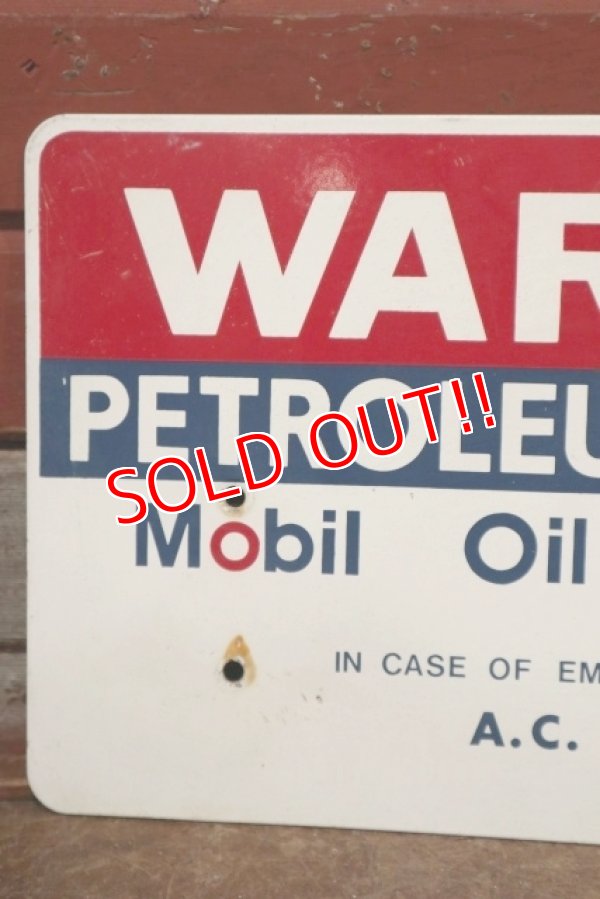 WAR
PETROLEU
SOLD OUT!!
Mobil Oil
IN CASE OF EM
A.C.